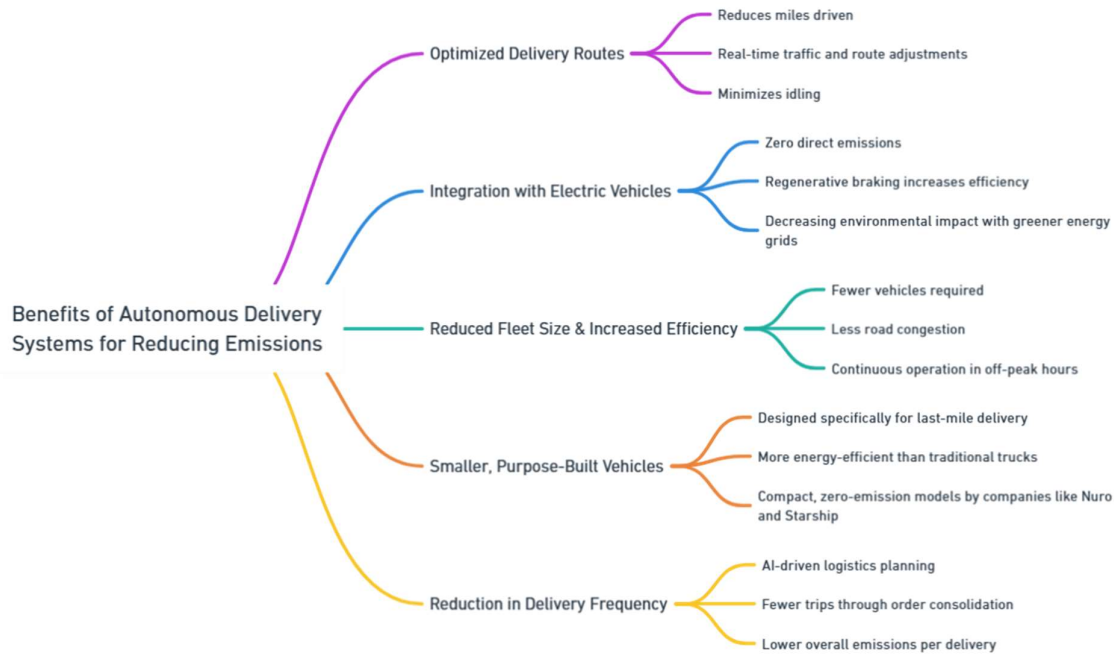 Benefits of Autonomous Delivery
Systems for Reducing Emissions
Optimized Delivery Routes
Reduces miles driven
Real-time traffic and route adjustments
Minimizes idling
Integration with Electric Vehicles
Zero direct emissions
Regenerative braking increases efficiency
Decreasing environmental impact with greener energy
grids
Reduced Fleet Size & Increased Efficiency
Fewer vehicles required
Less road congestion
Continuous operation in off-peak hours
Smaller, Purpose-Built Vehicles
Designed specifically for last-mile delivery
More energy-efficient than traditional trucks
Compact, zero-emission models by companies like Nuro
and Starship
Reduction in Delivery Frequency
AI-driven logistics planning
Fewer trips through order consolidation
Lower overall emissions per delivery